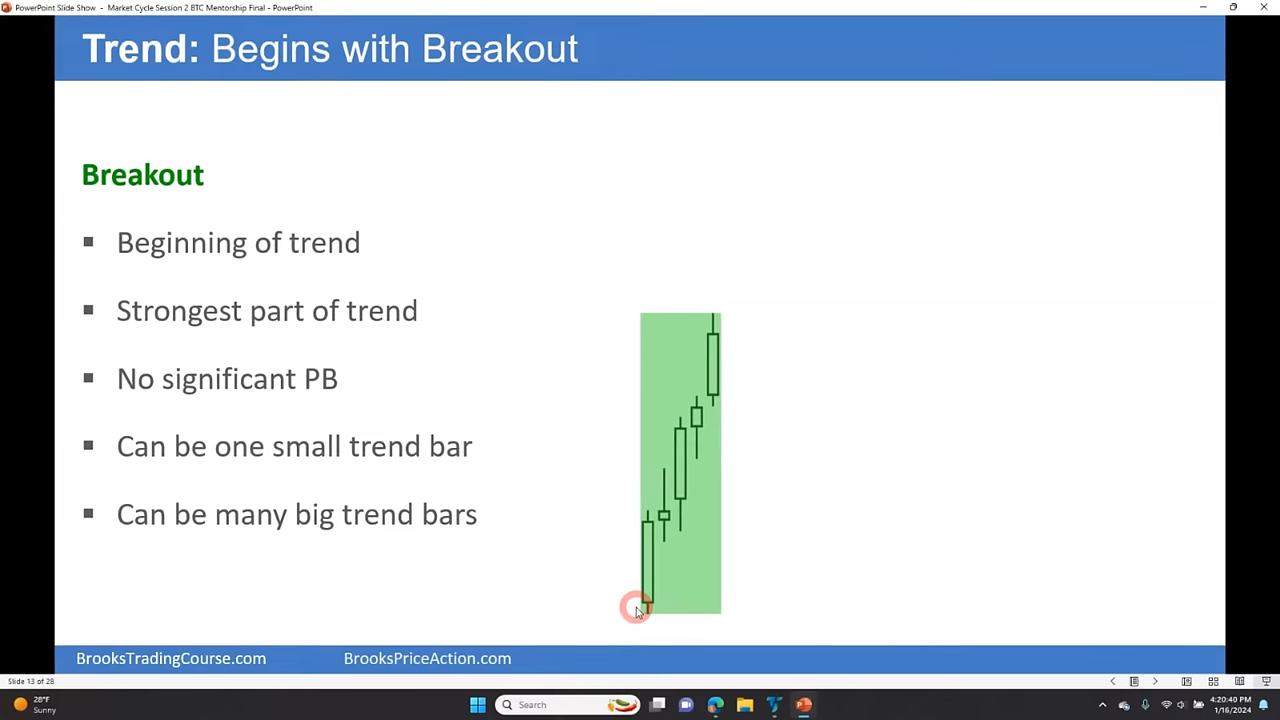 PowerPoint Slide Show - Market Cycle Session 2 BTC Mentorship Final - PowerPoint
Trend: Begins with Breakout
Breakout
▪ Beginning of trend
▪ Strongest part of trend
▪ No significant PB
▪ Can be one small trend bar
▪ Can be many big trend bars
BrooksTradingCourse.com BrooksPriceAction.com
Slide 13 of 28
28°F
Sunny
Search
4:20:40 PM
1/16/2024